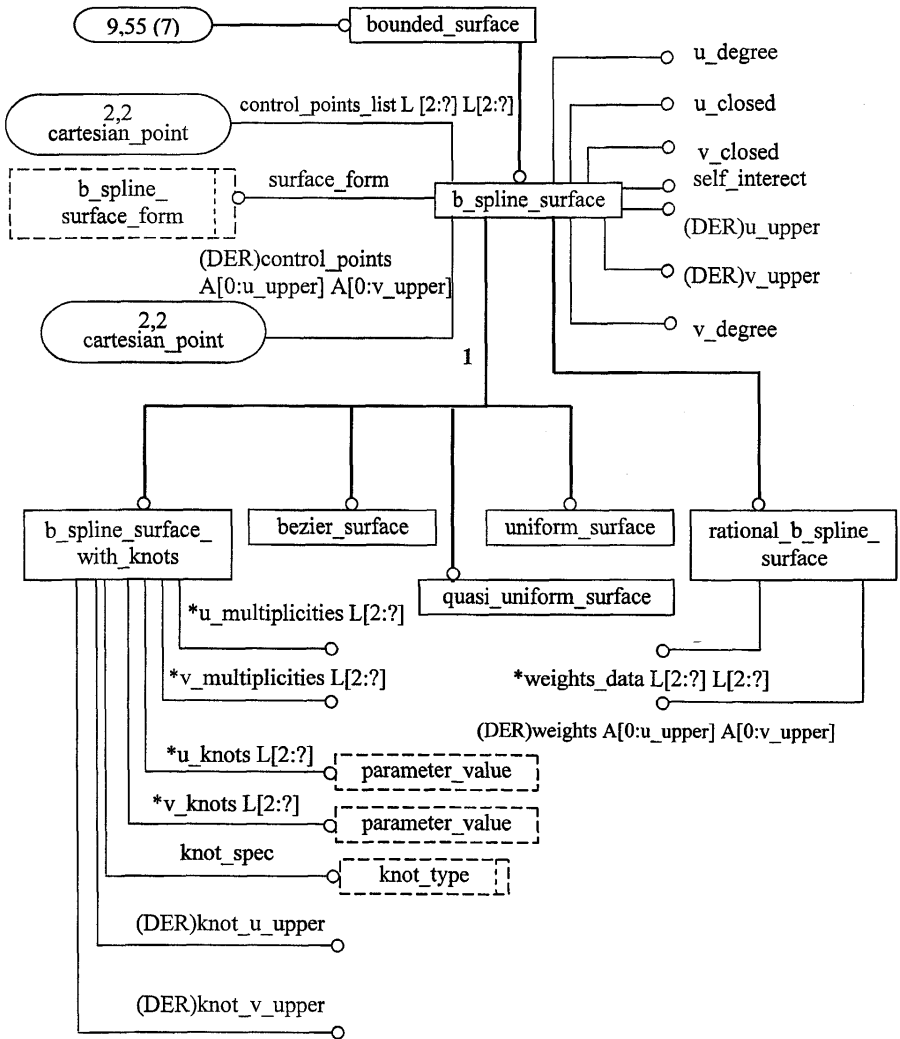 9,55 (7)
bounded_surface
u_degree
2,2
cartesian_point
control_points_list L [2:?] L[2:?]
u_closed
v_closed
b_spline_
surface_form
surface_form
b_spline_surface
self_interect
(DER)u_upper
(DER)control_points
A[0:u_upper] A[0:v_upper]
(DER)v_upper
2,2
cartesian_point
v_degree
1
b_spline_surface_
with_knots
bezier_surface
uniform_surface
rational_b_spline_
surface
quasi_uniform_surface
*u_multiplicities L[2:?]
*v_multiplicities L[2:?]
*weights_data L[2:?] L[2:?]
(DER)weights A[0:u_upper] A[0:v_upper]
*u_knots L[2:?]
parameter_value
*v_knots L[2:?]
parameter_value
knot_spec
knot_type
(DER)knot_u_upper
(DER)knot_v_upper